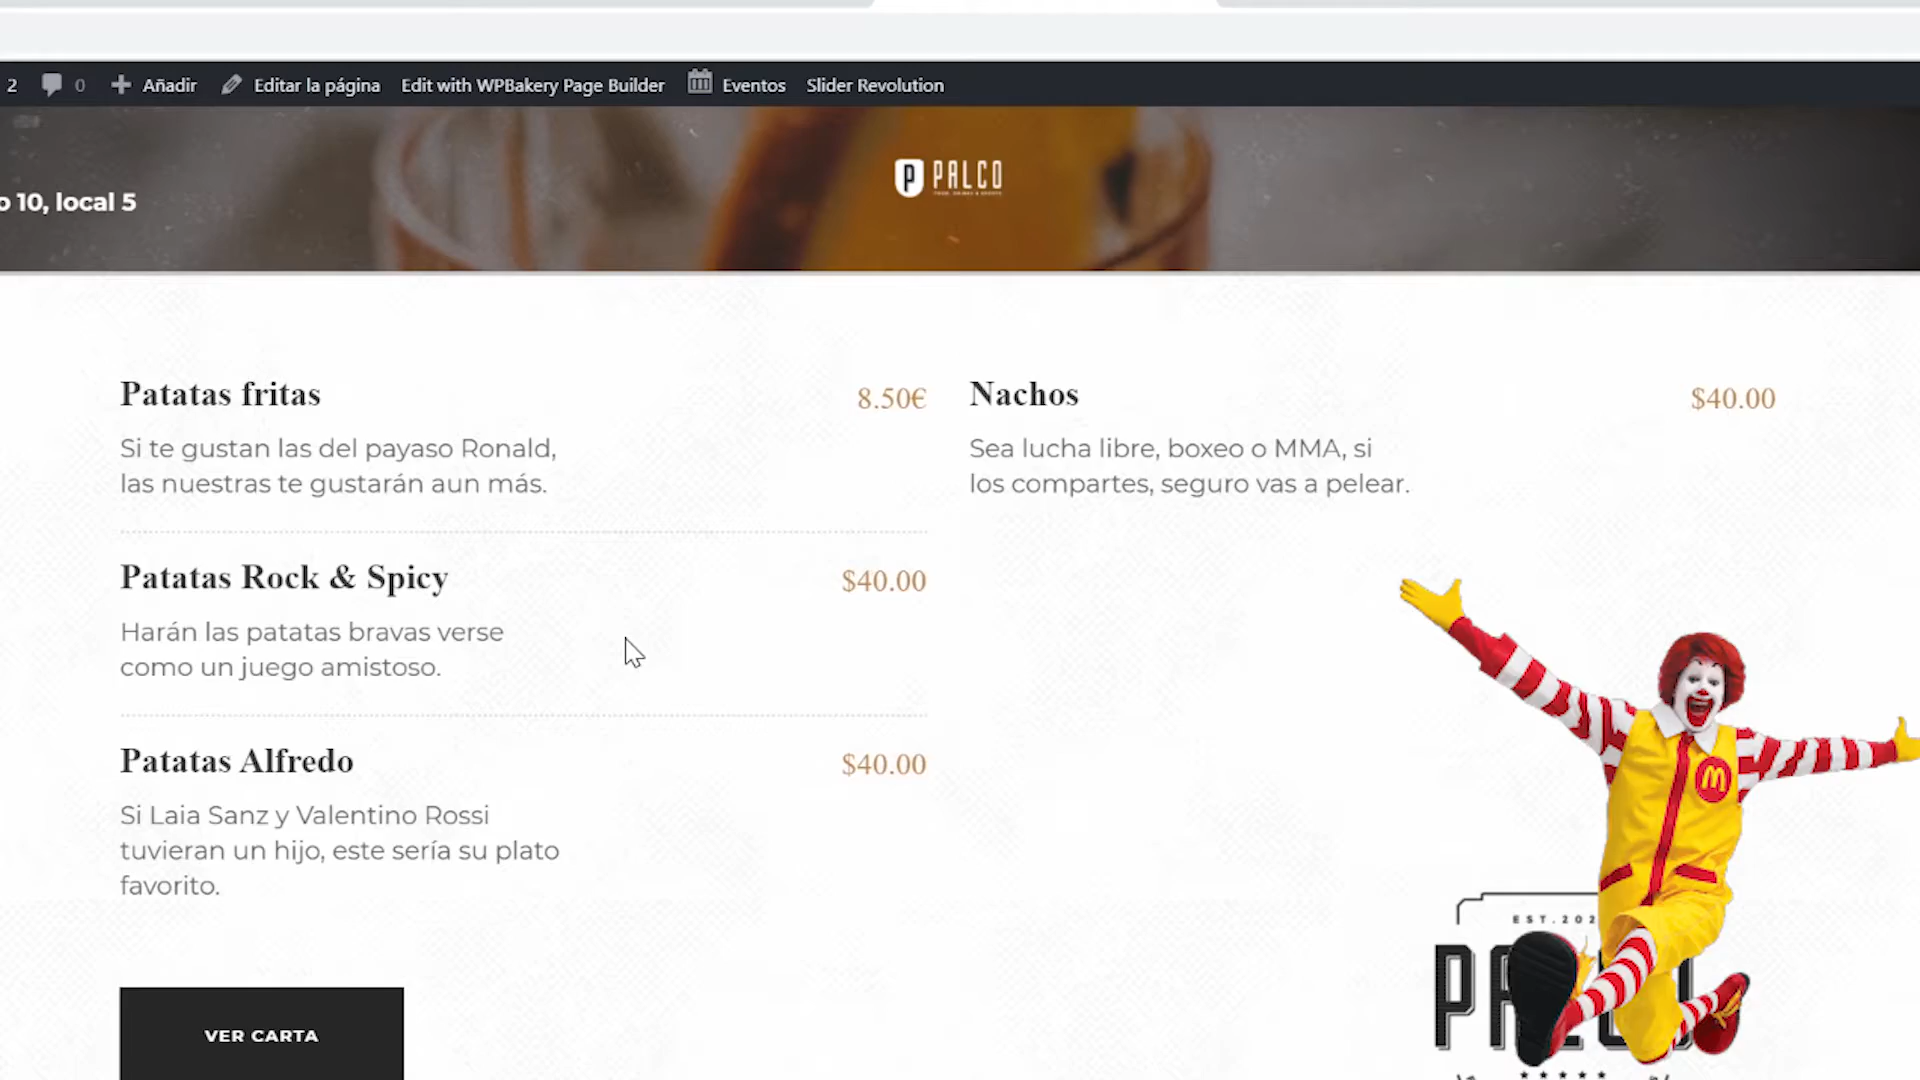 2 0 Añadir Editar la página Edit with WPBakery Page Builder Eventos Slider Revolution
P PALCO
o 10, local 5
Patatas fritas 8.50€
Si te gustan las del payaso Ronald,
las nuestras te gustarán aun más.
Patatas Rock & Spicy $40.00
Harán las patatas bravas verse
como un juego amistoso.
Patatas Alfredo $40.00
Si Laia Sanz y Valentino Rossi
tuvieran un hijo, este sería su plato
favorito.
VER CARTA
Nachos $40.00
Sea lucha libre, boxeo o MMA, si
los compartes, seguro vas a pelear.
EST.202